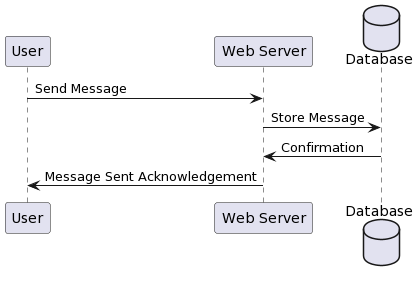 User
Web Server
Database
Send Message
Store Message
Confirmation
Message Sent Acknowledgement
User
Web Server
Database